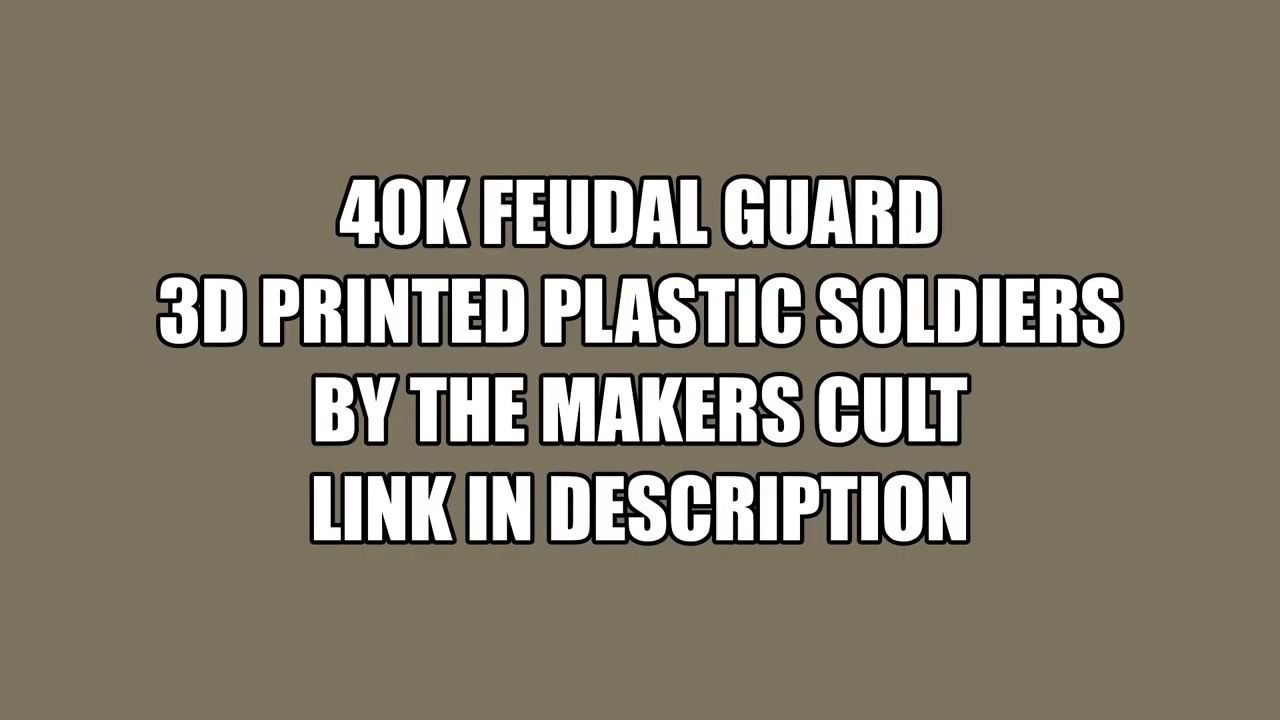 40K FEUDAL GUARD
3D PRINTED PLASTIC SOLDIERS
BY THE MAKERS CULT
LINK IN DESCRIPTION